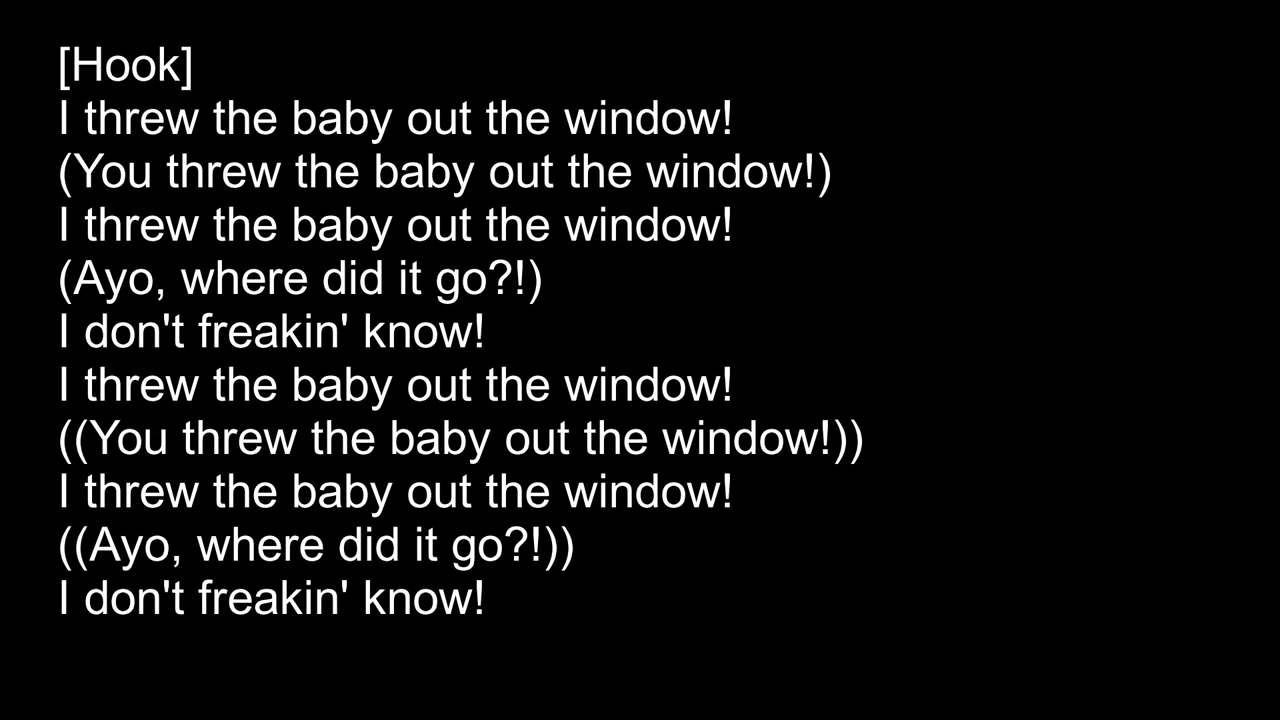 [Hook]
I threw the baby out the window!
(You threw the baby out the window!)
I threw the baby out the window!
(Ayo, where did it go?!)
I don't freakin' know!
I threw the baby out the window!
((You threw the baby out the window!))
I threw the baby out the window!
((Ayo, where did it go?!))
I don't freakin' know!